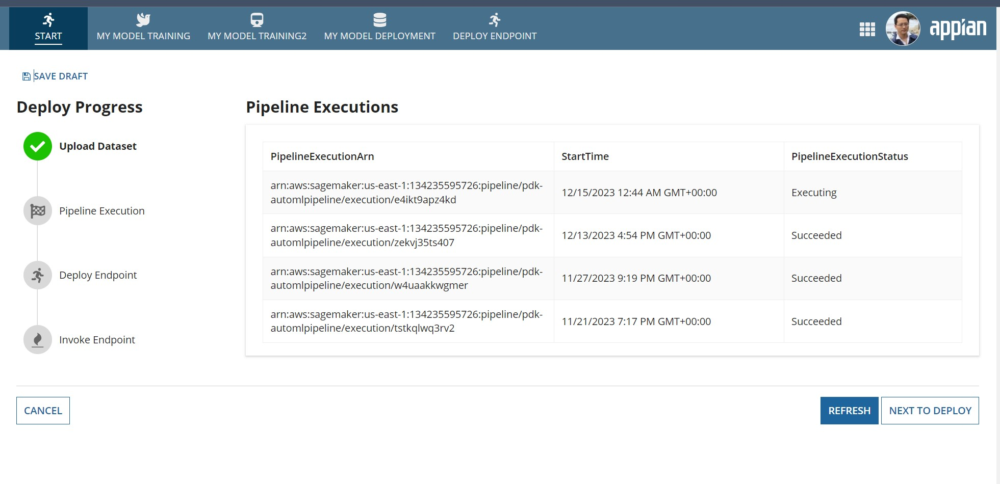 START
MY MODEL TRAINING
MY MODEL TRAINING2
MY MODEL DEPLOYMENT
DEPLOY ENDPOINT
appian
SAVE DRAFT
Deploy Progress
Upload Dataset
Pipeline Execution
Deploy Endpoint
Invoke Endpoint
Pipeline Executions
PipelineExecutionArn StartTime PipelineExecutionStatus
arn:aws:sagemaker:us-east-1:134235595726:pipeline/pdk-
automlpipeline/execution/e4ikt9apz4kd
12/15/2023 12:44 AM GMT+00:00
Executing
arn:aws:sagemaker:us-east-1:134235595726:pipeline/pdk-
automlpipeline/execution/zekvj35ts407
12/13/2023 4:54 PM GMT+00:00
Succeeded
arn:aws:sagemaker:us-east-1:134235595726:pipeline/pdk-
automlpipeline/execution/w4uaakkwgmer
11/27/2023 9:19 PM GMT+00:00
Succeeded
arn:aws:sagemaker:us-east-1:134235595726:pipeline/pdk-
automlpipeline/execution/tstkqlwq3rv2
11/21/2023 7:17 PM GMT+00:00
Succeeded
CANCEL
REFRESH
NEXT TO DEPLOY